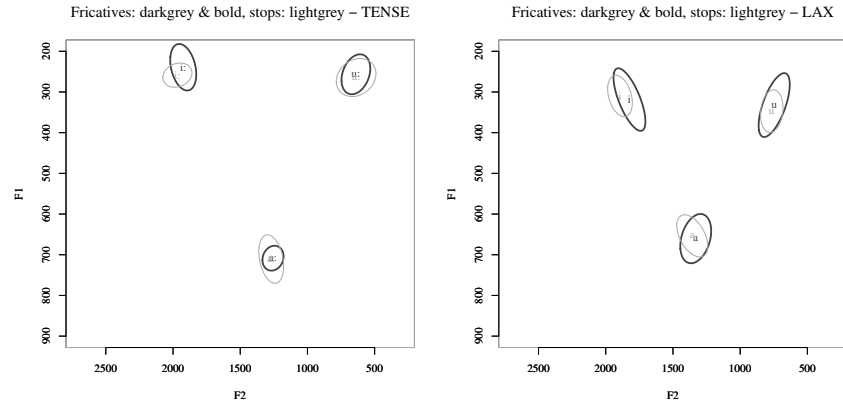 Fricatives: darkgrey & bold, stops: lightgrey – TENSE
200
300
400
500
600
700
800
900
F1
u:
a:
2500 2000 1500 1000 500
F2
Fricatives: darkgrey & bold, stops: lightgrey – LAX
200
300
400
500
600
700
800
900
F1
i i
u
u
a
a
2500 2000 1500 1000 500
F2